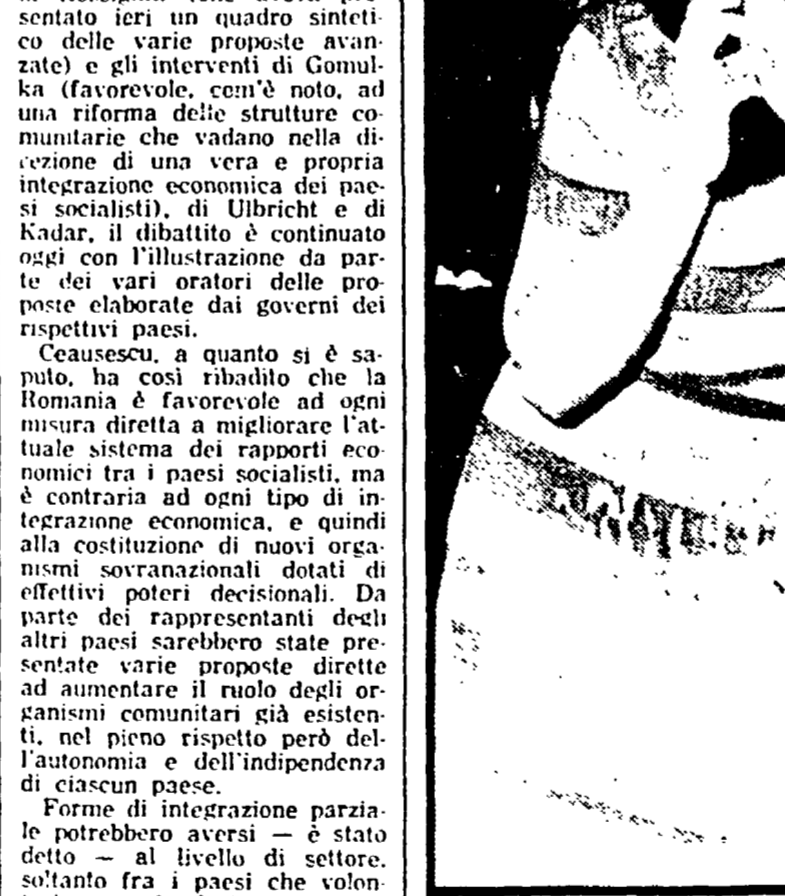 sentato ieri un quadro sinteti-
co delle varie proposte avan-
zate) e gli interventi di Gomul-
ka (favorevole, com'è noto, ad
una riforma delle strutture co-
munitarie che vadano nella di-
rezione di una vera e propria
integrazione economica dei pae-
si socialisti), di Ulbricht e di
Kadar, il dibattito è continuato
oggi con l'illustrazione da par-
te dei vari oratori delle pro-
poste elaborate dai governi dei
rispettivi paesi.
Ceausescu, a quanto si è sa-
puto, ha così ribadito che la
Romania è favorevole ad ogni
misura diretta a migliorare l'at-
tuale sistema dei rapporti eco-
nomici tra i paesi socialisti, ma
è contraria ad ogni tipo di in-
tegrazione economica, e quindi
alla costituzione di nuovi orga-
nismi sovranazionali dotati di
effettivi poteri decisionali. Da
parte dei rappresentanti degli
altri paesi sarebbero state pre-
sentate varie proposte dirette
ad aumentare il ruolo degli or-
ganismi comunitari già esisten-
ti, nel pieno rispetto però del-
l'autonomia e dell'indipendenza
di ciascun paese.
Forme di integrazione parzia-
le potrebbero aversi — è stato
detto — al livello di settore,
soltanto fra i paesi che volon-